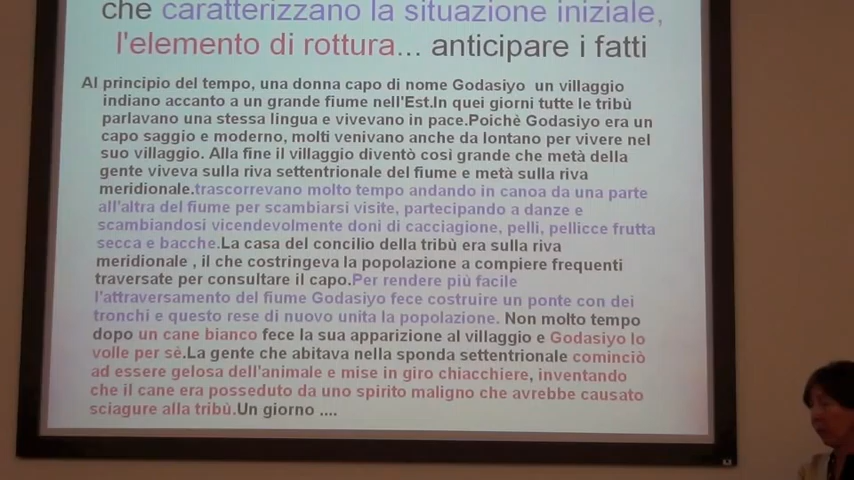 che caratterizzano la situazione iniziale,
l'elemento di rottura... anticipare i fatti
Al principio del tempo, una donna capo di nome Godasiyo un villaggio
indiano accanto a un grande fiume nell'Est.In quei giorni tutte le tribù
parlavano una stessa lingua e vivevano in pace.Poichè Godasiyo era un
capo saggio e moderno, molti venivano anche da lontano per vivere nel
suo villaggio. Alla fine il villaggio diventò così grande che metà della
gente viveva sulla riva settentrionale del fiume e metà sulla riva
meridionale.trascorrevano molto tempo andando in canoa da una parte
all'altra del fiume per scambiarsi visite, partecipando a danze e
scambiandosi vicendevolmente doni di cacciagione, pelli, pellicce frutta
secca e bacche.La casa del concilio della tribù era sulla riva
meridionale , il che costringeva la popolazione a compiere frequenti
traversate per consultare il capo.Per rendere più facile
l'attraversamento del fiume Godasiyo fece costruire un ponte con dei
tronchi e questo rese di nuovo unita la popolazione. Non molto tempo
dopo un cane bianco fece la sua apparizione al villaggio e Godasiyo lo
volle per sé.La gente che abitava nella sponda settentrionale cominciò
ad essere gelosa dell'animale e mise in giro chiacchiere, inventando
che il cane era posseduto da uno spirito maligno che avrebbe causato
sciagure alla tribù.Un giorno ....